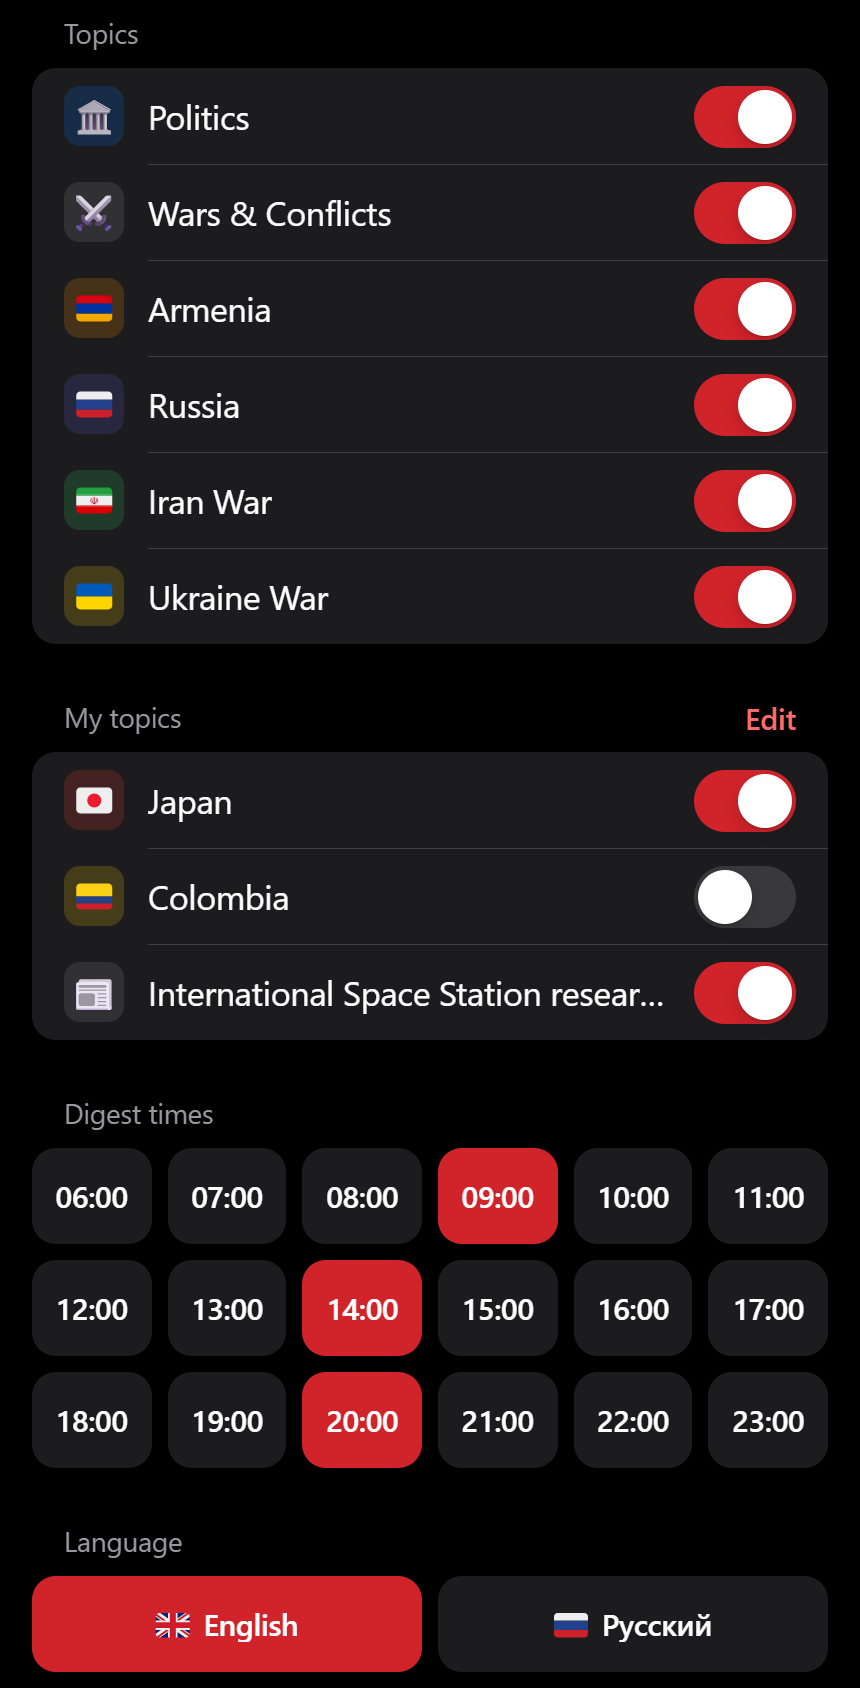 Topics
Politics
Wars & Conflicts
Armenia
Russia
Iran War
Ukraine War
My topics Edit
Japan
Colombia
International Space Station resear...
Digest times
06:00 07:00 08:00 09:00 10:00 11:00
12:00 13:00 14:00 15:00 16:00 17:00
18:00 19:00 20:00 21:00 22:00 23:00
Language
English Русский